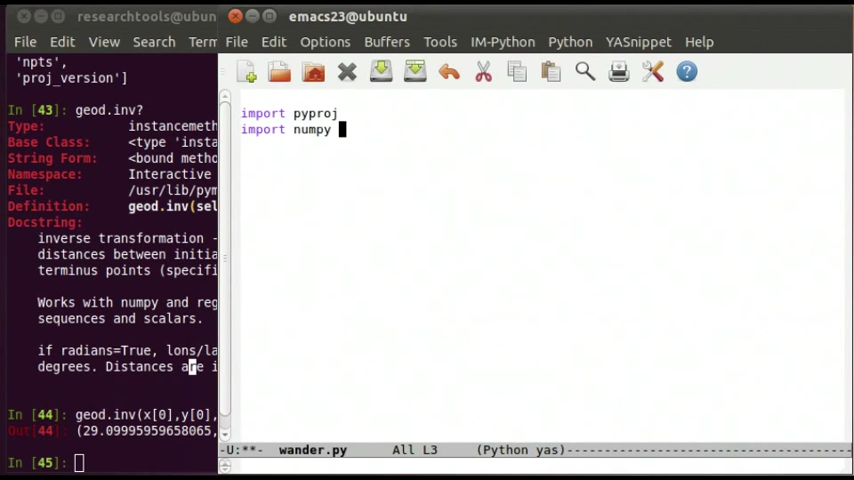 researchtools@ubun
File Edit View Search Term
'npts',
'proj_version']
In [43]: geod.inv?
Type: instancemeth
Base Class: <type 'insta
String Form: <bound metho
Namespace: Interactive
File: /usr/lib/pym
Definition: geod.inv(sel
Docstring:
inverse transformation -
distances between initia
terminus points (specifi
Works with numpy and reg
sequences and scalars.
if radians=True, lons/la
degrees. Distances are i
In [44]: geod.inv(x[0],y[0],
Out[44]: (29.09995959658065,
In [45]:
emacs23@ubuntu
File Edit Options Buffers Tools IM-Python Python YASnippet Help
import pyproj
import numpy
-U:**- wander.py All L3 (Python yas)